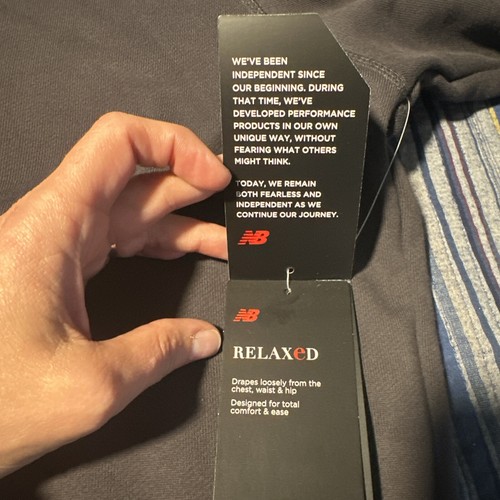 WE'VE BEEN
INDEPENDENT SINCE
OUR BEGINNING. DURING
THAT TIME, WE'VE
DEVELOPED PERFORMANCE
PRODUCTS IN OUR OWN
UNIQUE WAY, WITHOUT
FEARING WHAT OTHERS
MIGHT THINK.
TODAY, WE REMAIN
BOTH FEARLESS AND
INDEPENDENT AS WE
CONTINUE OUR JOURNEY.
NB
NB
RELAXeD
Drapes loosely from the
chest, waist & hip
Designed for total
comfort & ease